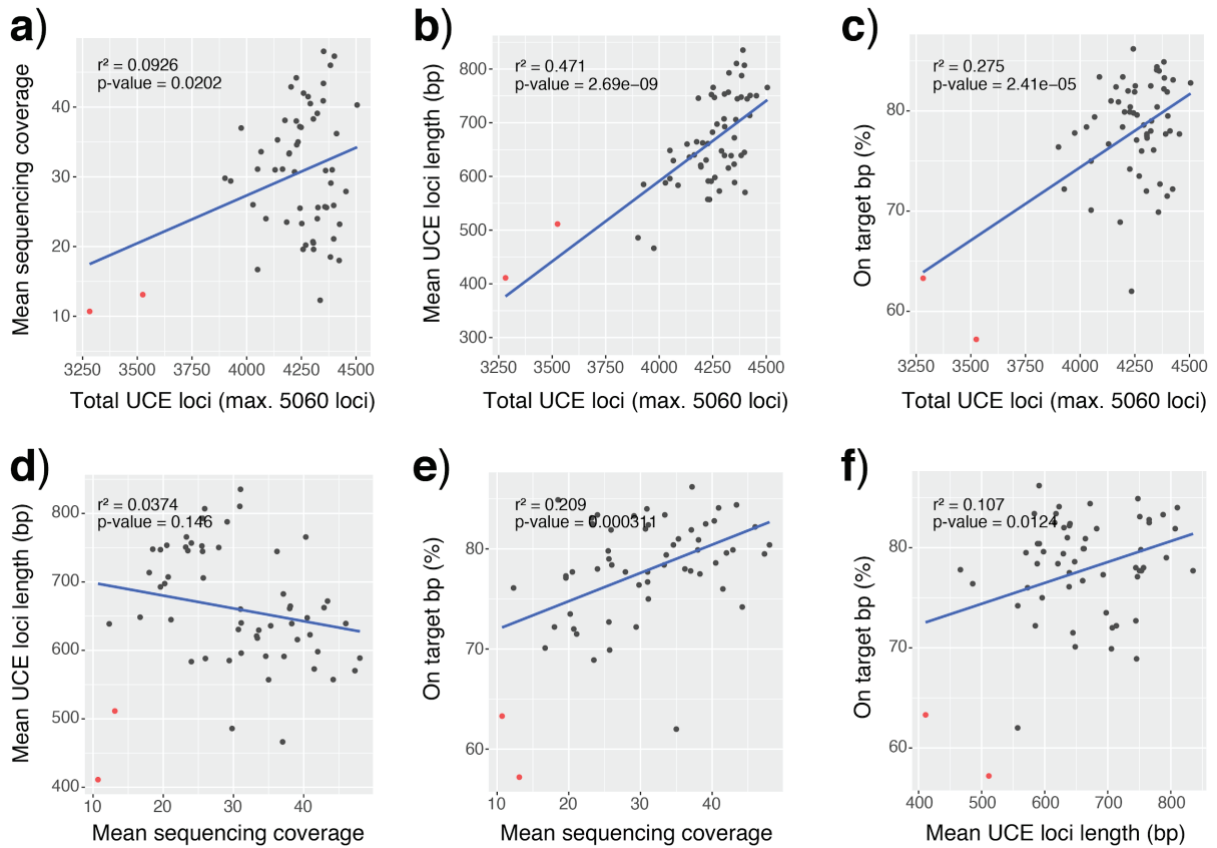 a)
r² = 0.0926
p-value = 0.0202
Mean sequencing coverage
40
30
20
10
3250 3500 3750 4000 4250 4500
Total UCE loci (max. 5060 loci)
b)
r² = 0.471
p-value = 2.69e−09
Mean UCE loci length (bp)
800
700
600
500
400
300
3250 3500 3750 4000 4250 4500
Total UCE loci (max. 5060 loci)
c)
r² = 0.275
p-value = 2.41e−05
On target bp (%)
80
70
60
3250 3500 3750 4000 4250 4500
Total UCE loci (max. 5060 loci)
d)
r² = 0.0374
p-value = 0.146
Mean UCE loci length (bp)
800
700
600
500
400
10 20 30 40
Mean sequencing coverage
e)
r² = 0.209
p-value = 0.000311
On target bp (%)
80
70
60
10 20 30 40
Mean sequencing coverage
f)
r² = 0.107
p-value = 0.0124
On target bp (%)
80
70
60
400 500 600 700 800
Mean UCE loci length (bp)